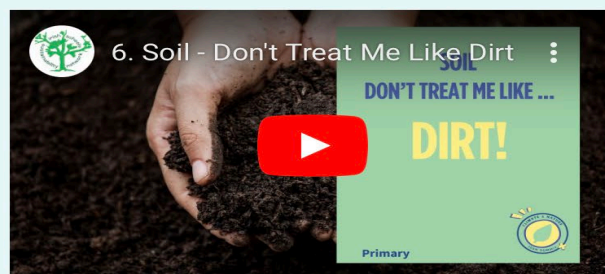 6. Soil - Don't Treat Me Like Dirt
SOIL
DON'T TREAT ME LIKE ...
DIRT!
Primary